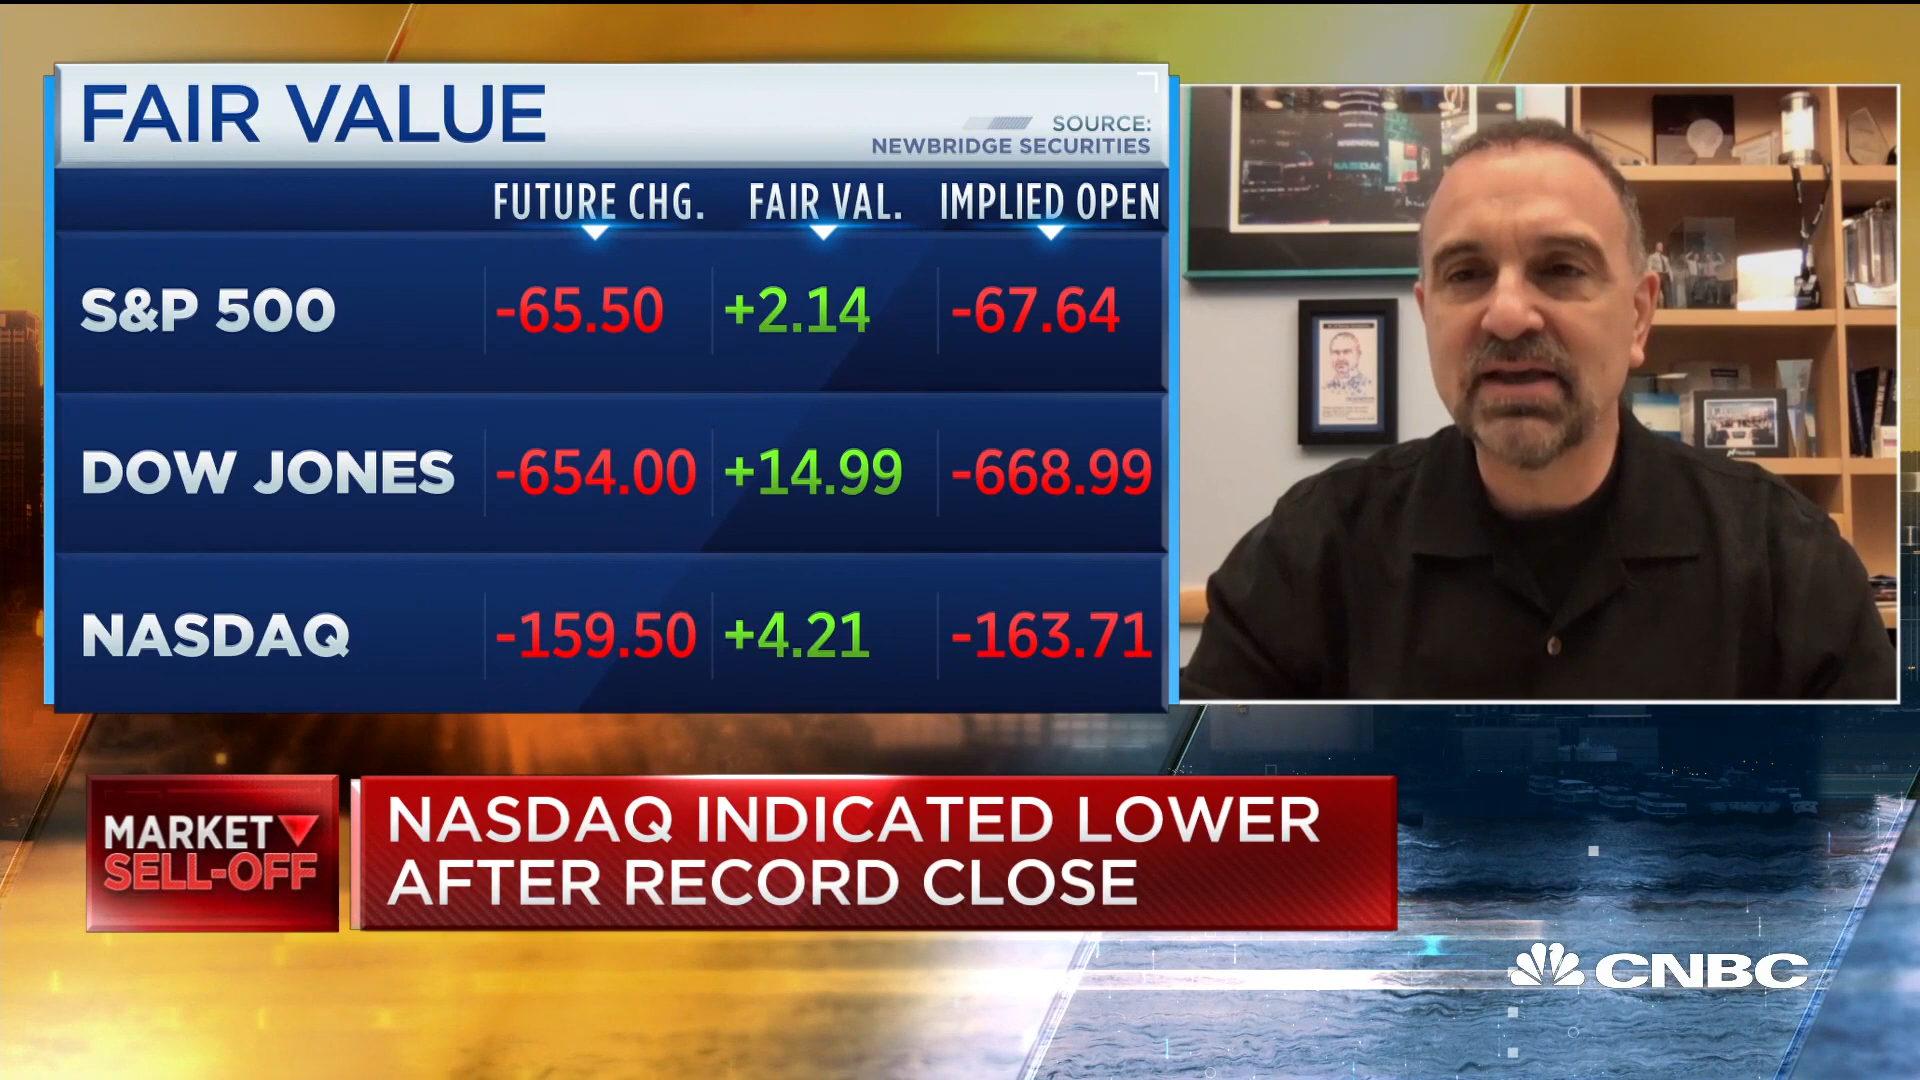 FAIR VALUE
SOURCE:
NEWBRIDGE SECURITIES
FUTURE CHG. FAIR VAL. IMPLIED OPEN
S&P 500 -65.50 +2.14 -67.64
DOW JONES -654.00 +14.99 -668.99
NASDAQ -159.50 +4.21 -163.71
NASDAQ
MARKET
SELL-OFF
NASDAQ INDICATED LOWER
AFTER RECORD CLOSE
CNBC